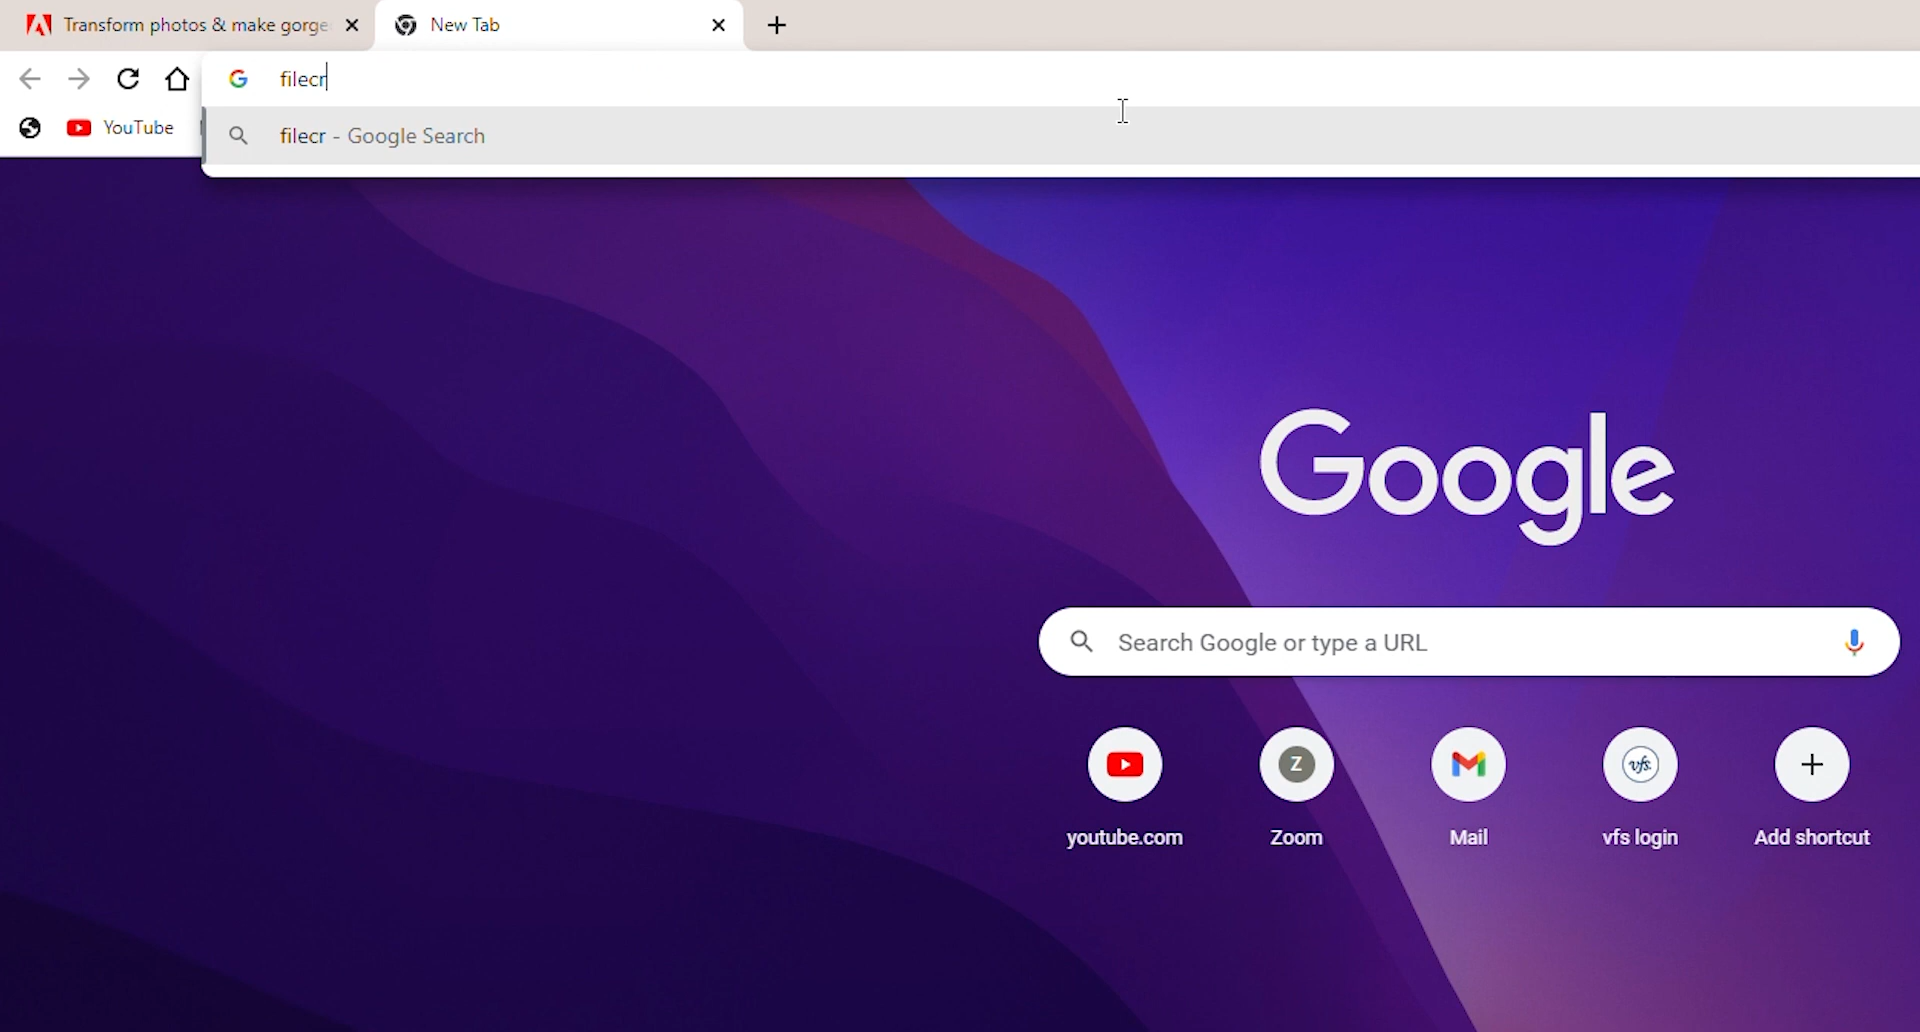 Transform photos & make gorge
New Tab
filecr
YouTube
filecr - Google Search
Google
Search Google or type a URL
Z
vfs.
youtube.com
Zoom
Mail
vfs login
Add shortcut